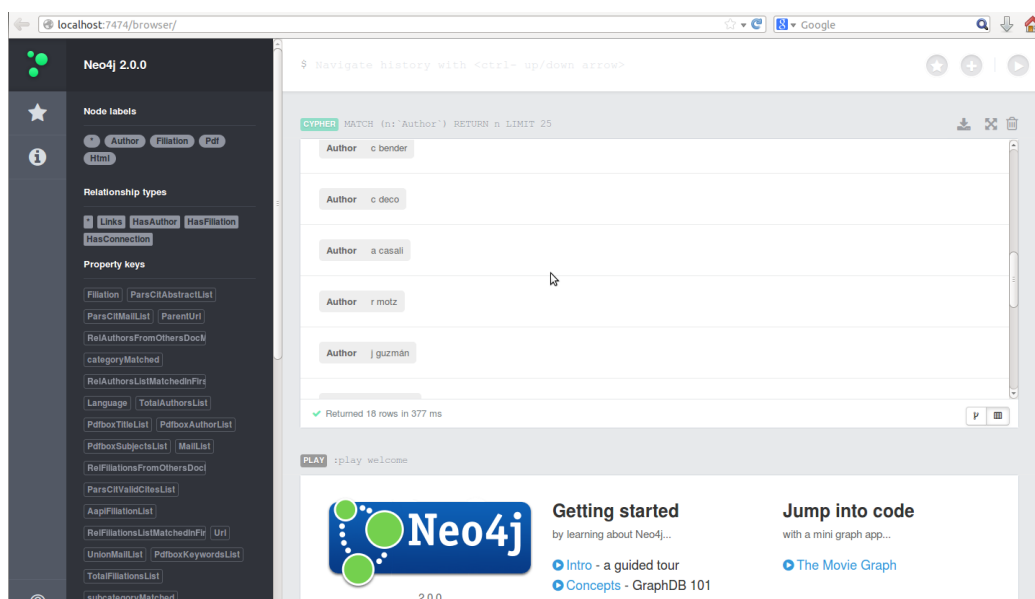 localhost:7474/browser/
Google
Neo4j 2.0.0
$ Navigate history with <ctrl- up/down arrow>
Node labels
* Author Filiation Pdf
Html
Relationship types
* Links HasAuthor HasFiliation
HasConnection
Property keys
Filiation ParsCitAbstractList
ParsCitMailList ParentUrl
RelAuthorsFromOthersDocM
categoryMatched
RelAuthorsListMatchedInFirs
Language TotalAuthorsList
PdfboxTitleList PdfboxAuthorList
PdfboxSubjectsList MailList
RelFiliationsFromOthersDoc
ParsCitValidCitesList
AapiFiliationList
RelFiliationsListMatchedInFir Url
UnionMailList PdfboxKeywordsList
TotalFiliationsList
subcategoryMatched
CYPHER MATCH (n:`Author`) RETURN n LIMIT 25
Author c bender
Author c deco
Author a casali
Author r motz
Author j guzmán
Returned 18 rows in 377 ms
PLAY :play welcome
Neo4j
2.0.0
Getting started
by learning about Neo4j...
Intro - a guided tour
Concepts - GraphDB 101
Jump into code
with a mini graph app...
The Movie Graph